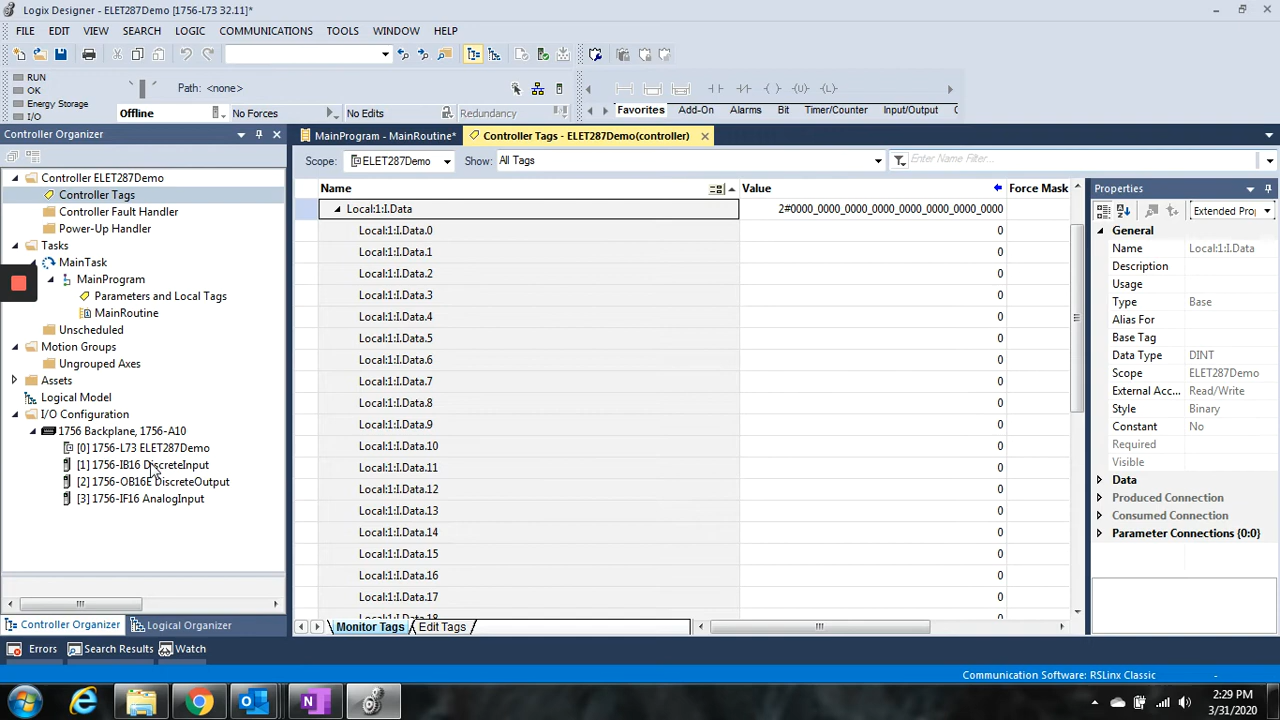 Logix Designer - ELET287Demo [1756-L73 32.11]*
FILE EDIT VIEW SEARCH LOGIC COMMUNICATIONS TOOLS WINDOW HELP
RUN
OK
Energy Storage
I/O
Path: <none>
Offline No Forces No Edits Redundancy
Favorites Add-On Alarms Bit Timer/Counter Input/Output
Controller Organizer
Controller ELET287Demo
Controller Tags
Controller Fault Handler
Power-Up Handler
Tasks
MainTask
MainProgram
Parameters and Local Tags
MainRoutine
Unscheduled
Motion Groups
Ungrouped Axes
Assets
Logical Model
I/O Configuration
1756 Backplane, 1756-A10
[0] 1756-L73 ELET287Demo
[1] 1756-IB16 DiscreteInput
[2] 1756-OB16E DiscreteOutput
[3] 1756-IF16 AnalogInput
Controller Organizer Logical Organizer
MainProgram - MainRoutine* Controller Tags - ELET287Demo(controller)
Scope: ELET287Demo Show: All Tags Enter Name Filter...
Name Value Force Mask
Local:1:I.Data 2#0000_0000_0000_0000_0000_0000_0000_0000
Local:1:I.Data.0 0
Local:1:I.Data.1 0
Local:1:I.Data.2 0
Local:1:I.Data.3 0
Local:1:I.Data.4 0
Local:1:I.Data.5 0
Local:1:I.Data.6 0
Local:1:I.Data.7 0
Local:1:I.Data.8 0
Local:1:I.Data.9 0
Local:1:I.Data.10 0
Local:1:I.Data.11 0
Local:1:I.Data.12 0
Local:1:I.Data.13 0
Local:1:I.Data.14 0
Local:1:I.Data.15 0
Local:1:I.Data.16 0
Local:1:I.Data.17 0
Local:1:I.Data.18 0
Monitor Tags Edit Tags
Properties
Extended Prop
General
Name Local:1:I.Data
Description
Usage
Type Base
Alias For
Base Tag
Data Type DINT
Scope ELET287Demo
External Acc... Read/Write
Style Binary
Constant No
Required
Visible
Data
Produced Connection
Consumed Connection
Parameter Connections {0:0}
Errors Search Results Watch
Communication Software: RSLinx Classic
2:29 PM
3/31/2020